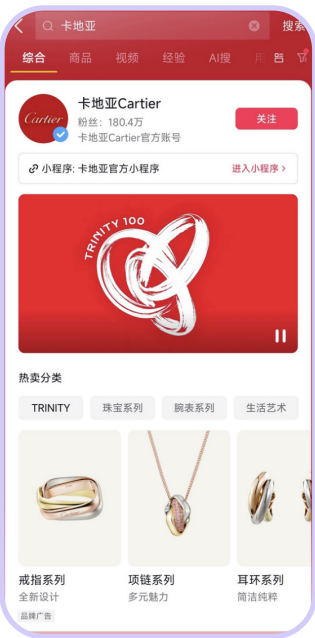 卡地亚
搜索
综合
商品
视频
经验
AI搜
Cartier
卡地亚Cartier
粉丝：180.4万
卡地亚Cartier官方账号
关注
小程序: 卡地亚官方小程序
进入小程序 >
TRINITY 100
热卖分类
TRINITY
珠宝系列
腕表系列
生活艺术
戒指系列
项链系列
耳环系列
全新设计
多元魅力
简洁纯粹
品牌广告